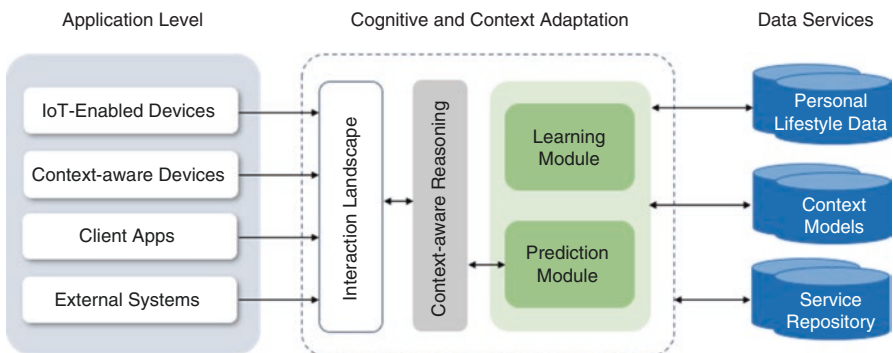 Application Level
Cognitive and Context Adaptation
Data Services
IoT-Enabled Devices
Context-aware Devices
Client Apps
External Systems
Interaction Landscape
Context-aware Reasoning
Learning
Module
Prediction
Module
Personal
Lifestyle Data
Context
Models
Service
Repository